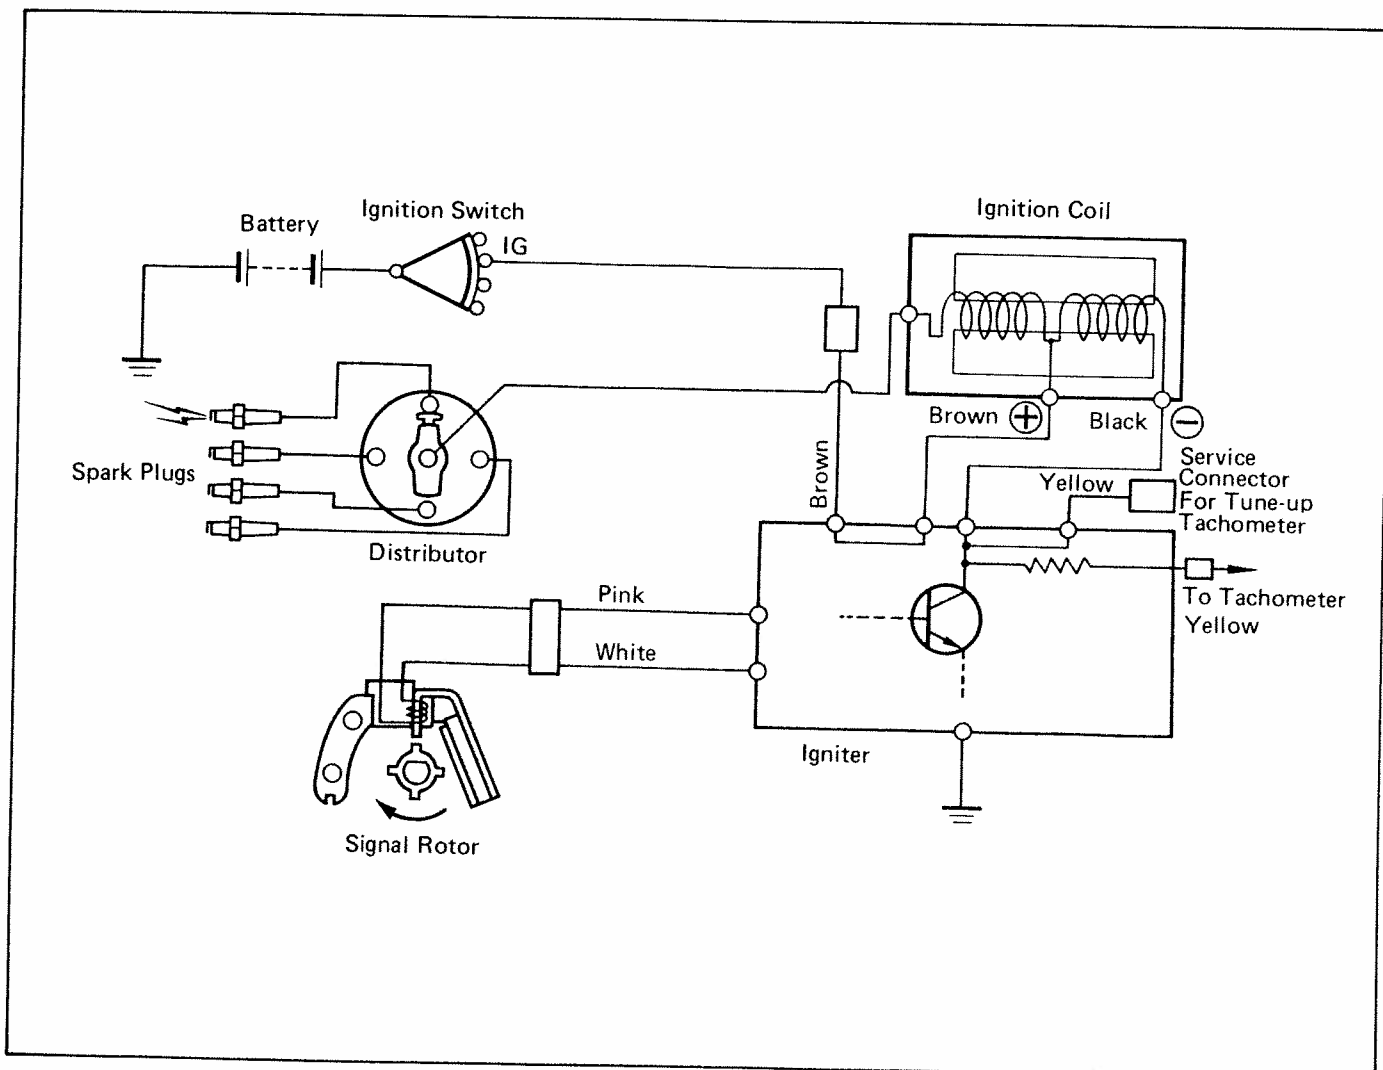 Ignition Switch
Ignition Coil
Battery
IG
Brown
+
Black
−
Service
Connector
For Tune-up
Tachometer
Yellow
Brown
Spark Plugs
Distributor
Pink
To Tachometer
Yellow
White
Igniter
Signal Rotor